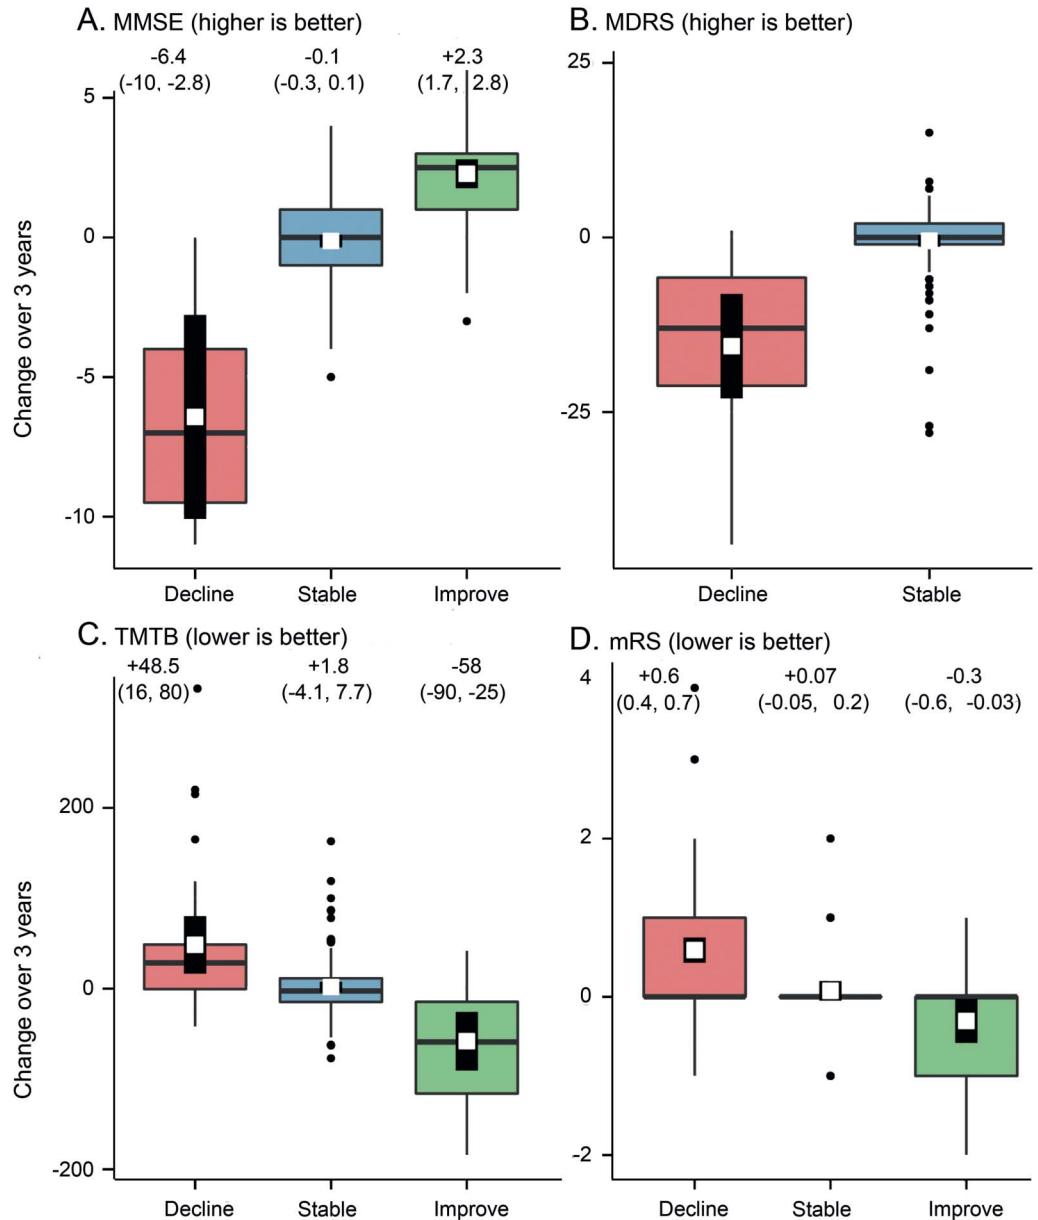 A. MMSE (higher is better)
-6.4 -0.1 +2.3
(-10, -2.8) (-0.3, 0.1) (1.7, 2.8)
5
0
-5
-10
Change over 3 years
Decline Stable Improve
B. MDRS (higher is better)
25
0
-25
Decline Stable
C. TMTB (lower is better)
+48.5 +1.8 -58
(16, 80) (-4.1, 7.7) (-90, -25)
200
0
-200
Change over 3 years
Decline Stable Improve
D. mRS (lower is better)
4 +0.6 +0.07 -0.3
(0.4, 0.7) (-0.05, 0.2) (-0.6, -0.03)
2
0
-2
Decline Stable Improve